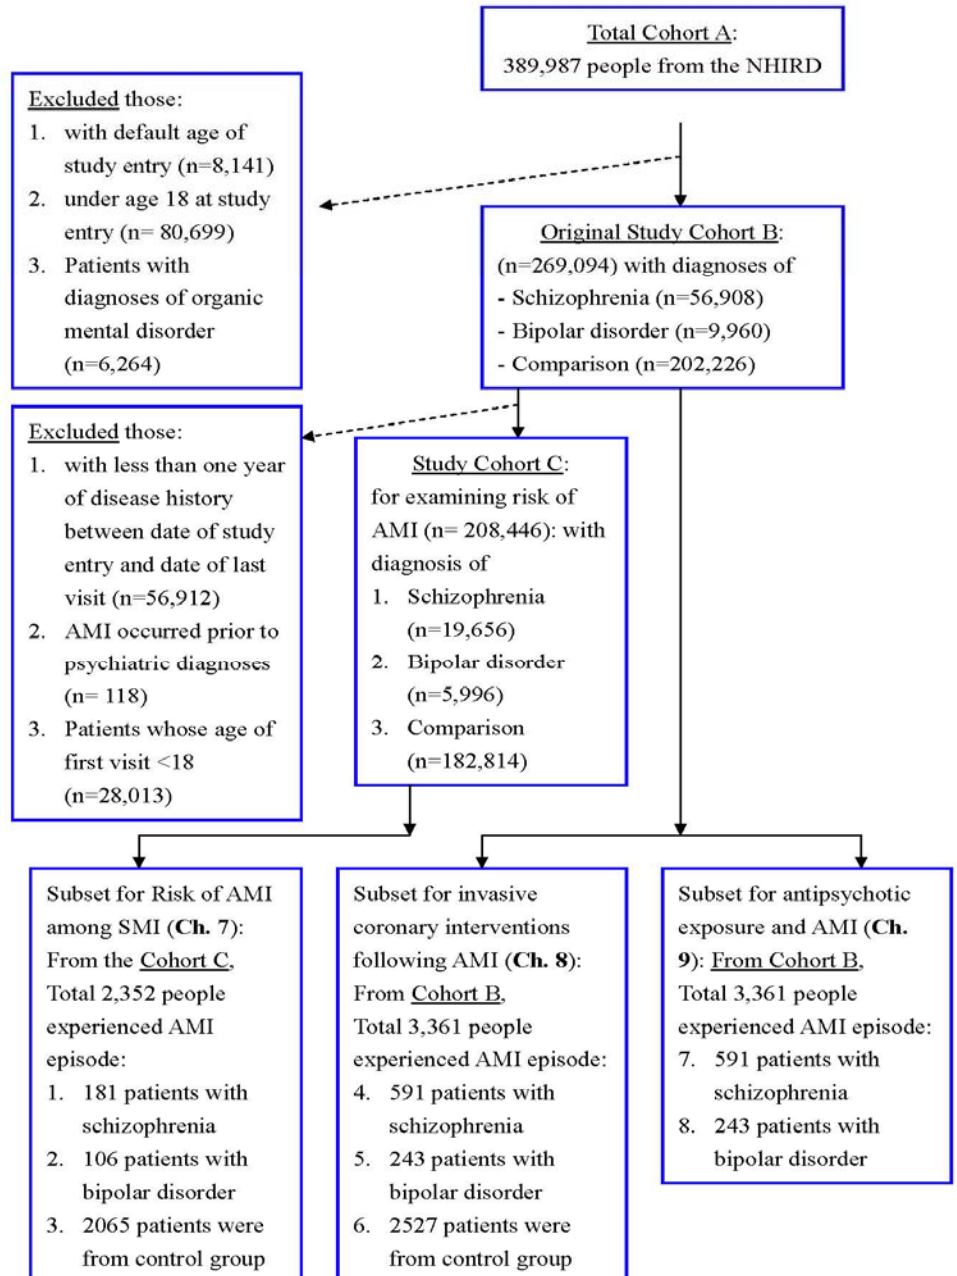 Total Cohort A:
389,987 people from the NHIRD
Excluded those:
1. with default age of
study entry (n=8,141)
2. under age 18 at study
entry (n= 80,699)
3. Patients with
diagnoses of organic
mental disorder
(n=6,264)
Original Study Cohort B:
(n=269,094) with diagnoses of
- Schizophrenia (n=56,908)
- Bipolar disorder (n=9,960)
- Comparison (n=202,226)
Excluded those:
1. with less than one year
of disease history
between date of study
entry and date of last
visit (n=56,912)
2. AMI occurred prior to
psychiatric diagnoses
(n= 118)
3. Patients whose age of
first visit <18
(n=28,013)
Study Cohort C:
for examining risk of
AMI (n= 208,446): with
diagnosis of
1. Schizophrenia
(n=19,656)
2. Bipolar disorder
(n=5,996)
3. Comparison
(n=182,814)
Subset for Risk of AMI
among SMI (Ch. 7):
From the Cohort C,
Total 2,352 people
experienced AMI
episode:
1. 181 patients with
schizophrenia
2. 106 patients with
bipolar disorder
3. 2065 patients were
from control group
Subset for invasive
coronary interventions
following AMI (Ch. 8):
From Cohort B,
Total 3,361 people
experienced AMI episode:
4. 591 patients with
schizophrenia
5. 243 patients with
bipolar disorder
6. 2527 patients were
from control group
Subset for antipsychotic
exposure and AMI (Ch.
9): From Cohort B,
Total 3,361 people
experienced AMI episode:
7. 591 patients with
schizophrenia
8. 243 patients with
bipolar disorder